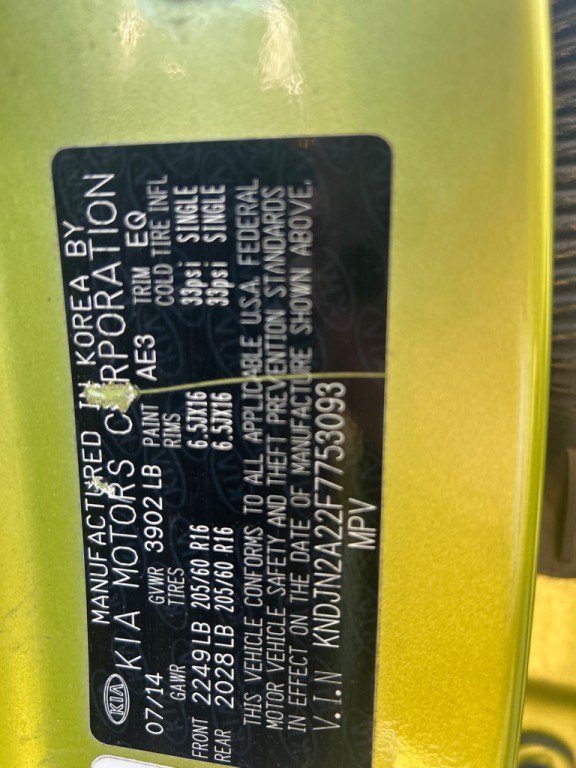 MANUFACTURED IN KOREA BY
KIA KIA MOTORS CORPORATION
07/14 GVWR 3902 LB PAINT AE3 TRIM EQ
GAWR TIRES RIMS COLD TIRE INFL
FRONT 2249 LB 205/60 R16 6.5JX16 33psi SINGLE
REAR 2028 LB 205/60 R16 6.5JX16 33psi SINGLE
THIS VEHICLE CONFORMS TO ALL APPLICABLE U.S.A. FEDERAL
MOTOR VEHICLE SAFETY AND THEFT PREVENTION STANDARDS
IN EFFECT ON THE DATE OF MANUFACTURE SHOWN ABOVE.
V.I.N KNDJN2A22F7753093
MPV